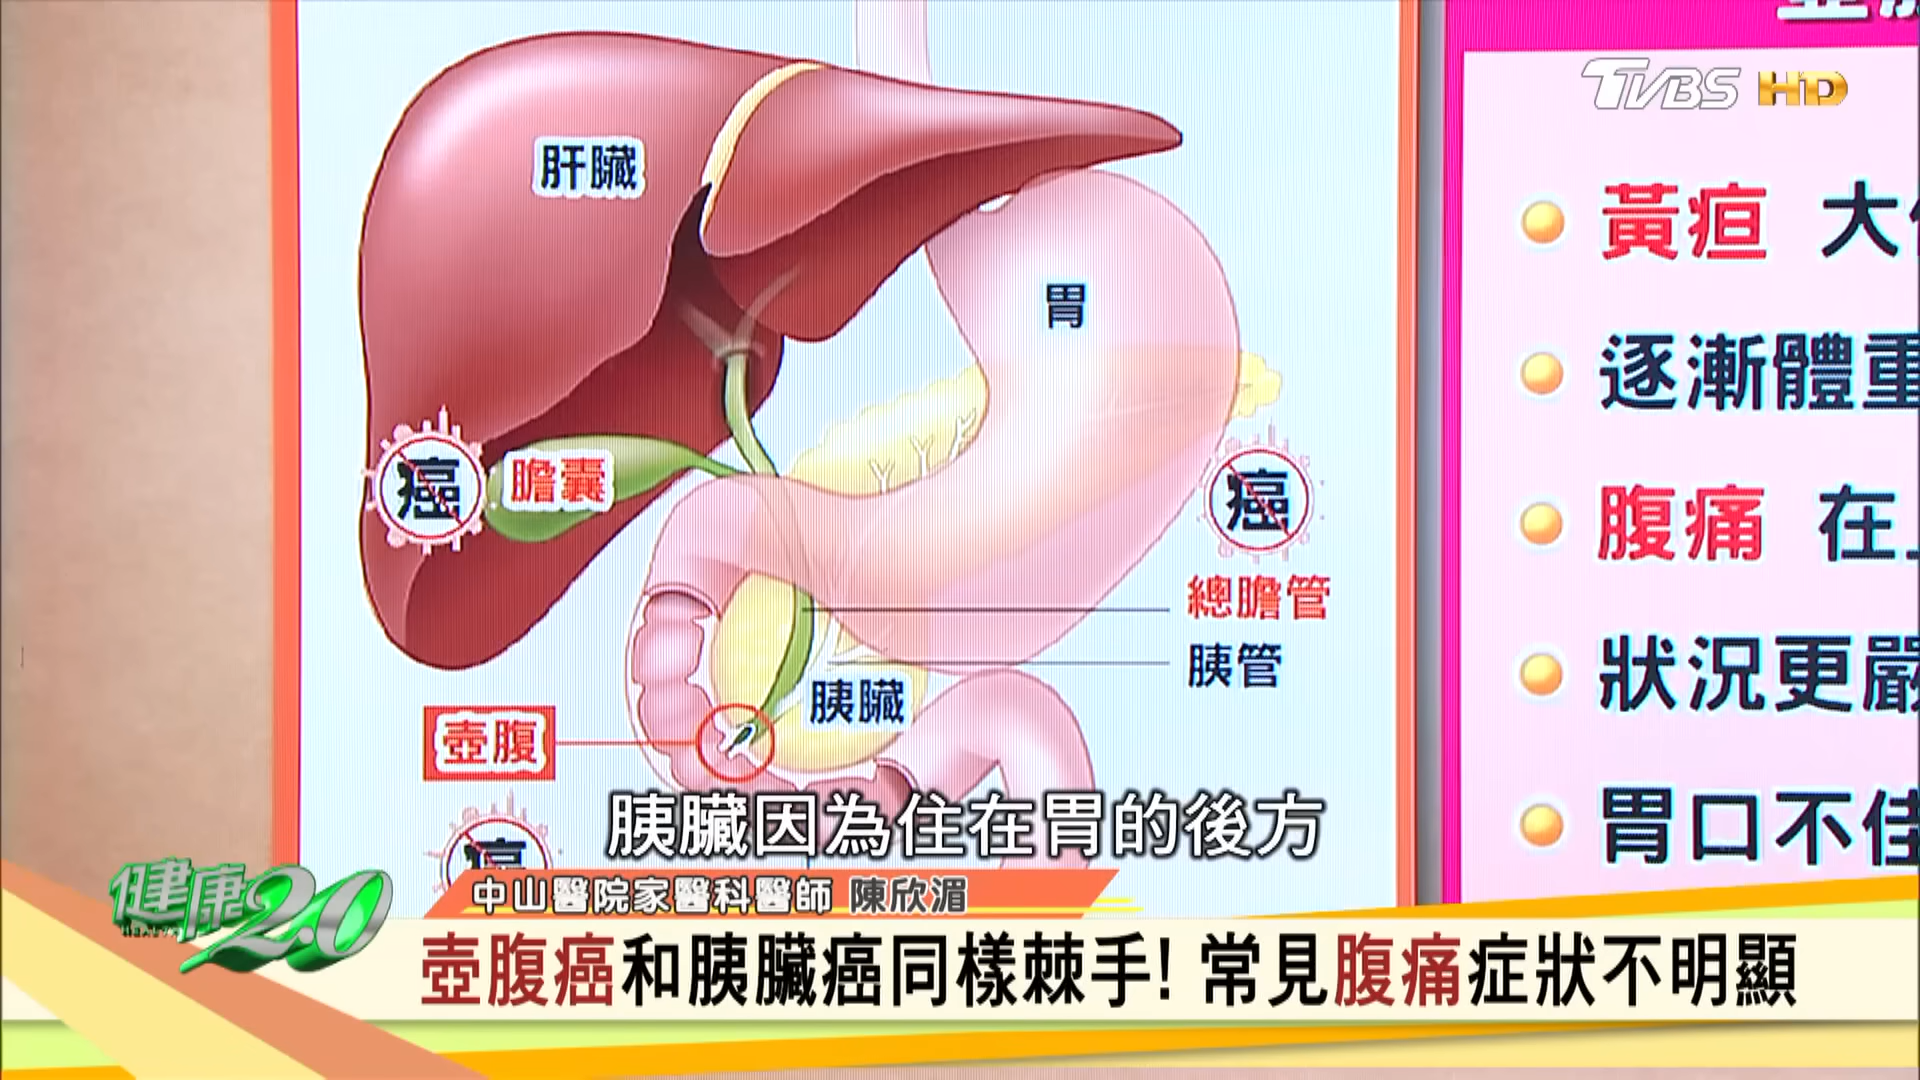 TVBS HD
肝臟
胃
癌
膽囊
癌
總膽管
胰管
胰臟
壺腹
癌
黃疸 大
逐漸體重
腹痛 在
狀況更嚴
胃口不佳
胰臟因為住在胃的後方
健康2.0
中山醫院家醫科醫師 陳欣湄
壺腹癌和胰臟癌同樣棘手! 常見腹痛症狀不明顯